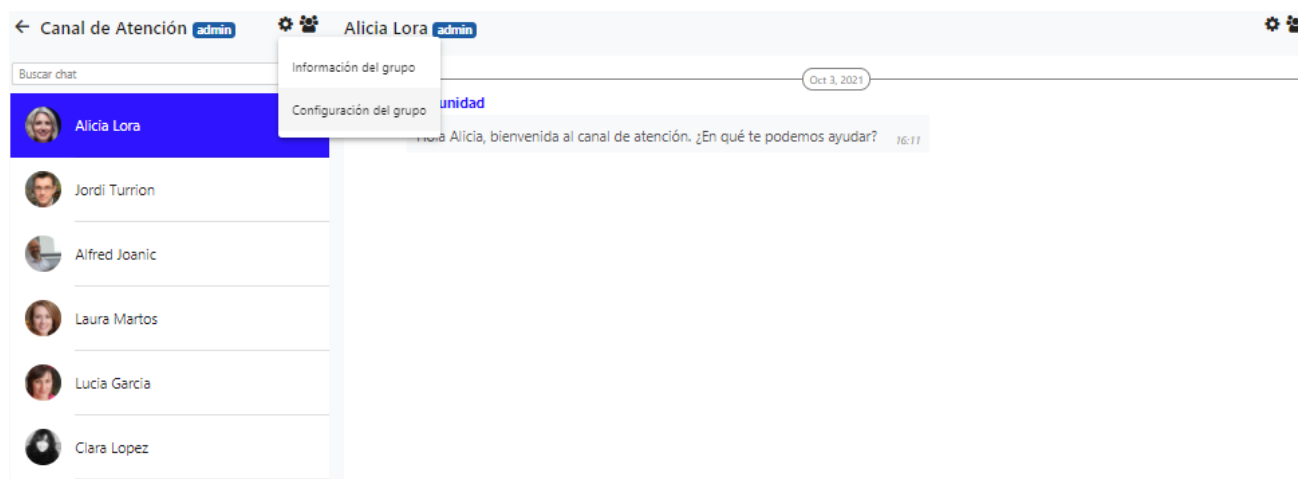 Canal de Atención admin
Alicia Lora admin
Buscar chat
Información del grupo
Configuración del grupo
Oct 3, 2021
unidad
Hola Alicia, bienvenida al canal de atención. ¿En qué te podemos ayudar? 16:11
Alicia Lora
Jordi Turrion
Alfred Joanic
Laura Martos
Lucia Garcia
Clara Lopez